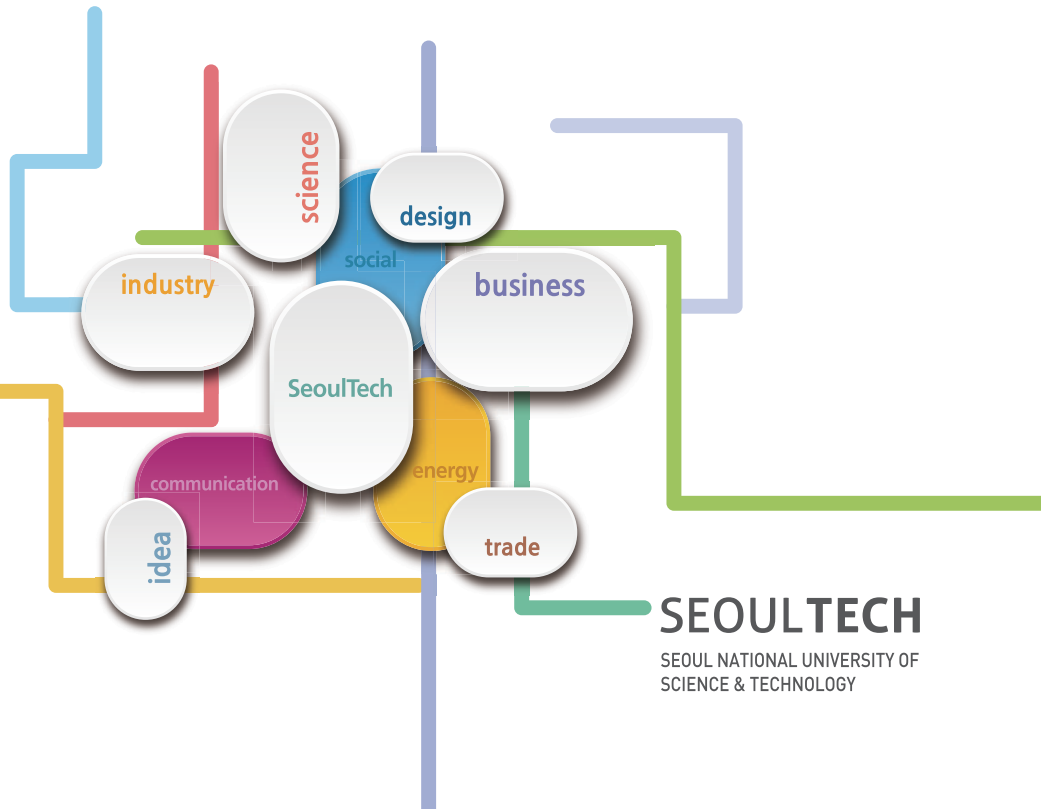 science
design
social
industry
business
SeoulTech
energy
communication
trade
idea
SEOULTECH
SEOUL NATIONAL UNIVERSITY OF
SCIENCE & TECHNOLOGY